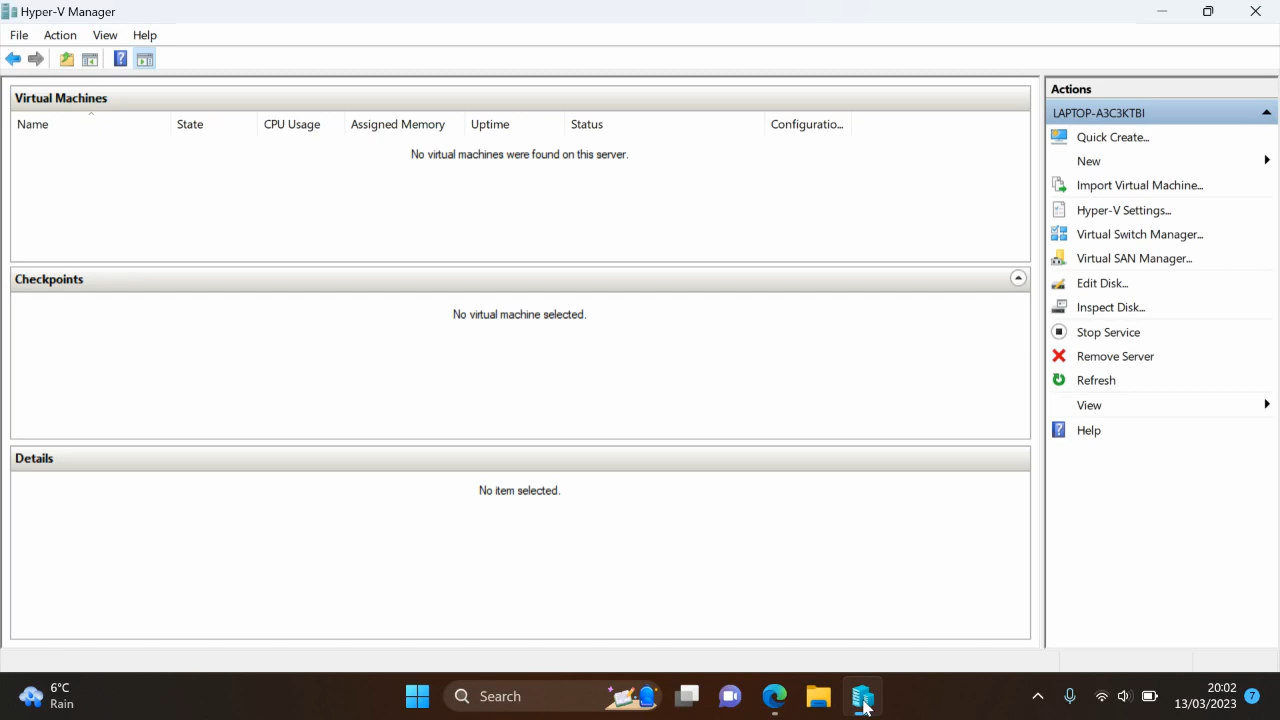 Hyper-V Manager
File Action View Help
Virtual Machines
Name State CPU Usage Assigned Memory Uptime Status Configuratio...
No virtual machines were found on this server.
Checkpoints
No virtual machine selected.
Details
No item selected.
Actions
LAPTOP-A3C3KTBI
Quick Create...
New
Import Virtual Machine...
Hyper-V Settings...
Virtual Switch Manager...
Virtual SAN Manager...
Edit Disk...
Inspect Disk...
Stop Service
Remove Server
Refresh
View
Help
6°C
Rain
Search
20:02
13/03/2023
7